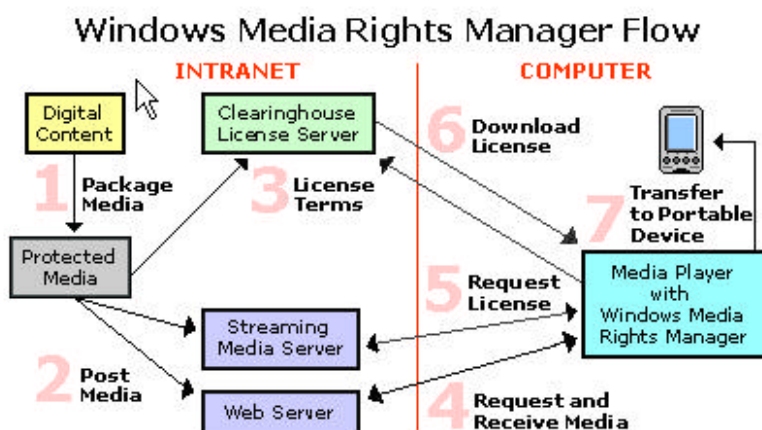 Windows Media Rights Manager Flow
INTRANET
COMPUTER
Digital
Content
Clearinghouse
License Server
6 Download
License
1 Package
Media
3 License
Terms
7 Transfer
to Portable
Device
Protected
Media
5 Request
License
Media Player
with
Windows Media
Rights Manager
Streaming
Media Server
2 Post
Media
Web Server
4 Request and
Receive Media